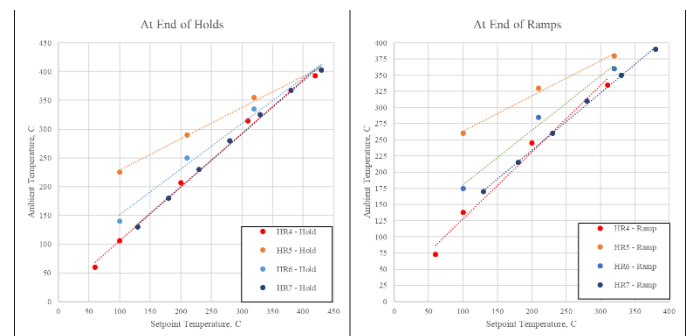 At End of Holds
450
400
350
300
250
200
150
100
50
0
Ambient Temperature, C
0 50 100 150 200 250 300 350 400 450
Setpoint Temperature, C
HR4 - Hold
HR5 - Hold
HR6 - Hold
HR7 - Hold
At End of Ramps
400
375
350
325
300
275
250
225
200
175
150
125
100
75
50
25
0
Ambient Temperature, C
0 50 100 150 200 250 300 350 400
Setpoint Temperature, C
HR4 - Ramp
HR5 - Ramp
HR6 - Ramp
HR7 - Ramp